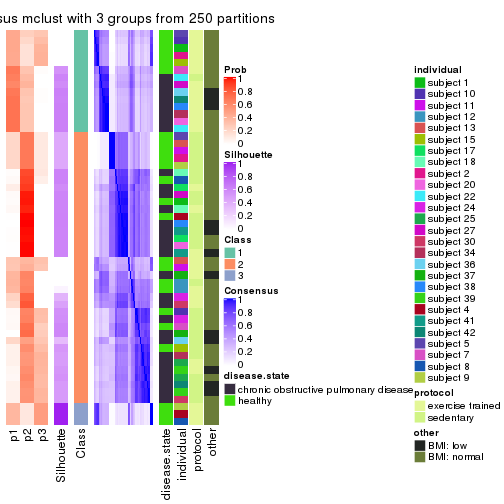 sus mclust with 3 groups from 250 partitions
p1
p2
p3
Silhouette
Class
disease.state
individual
protocol
other
Prob
1
0.8
0.6
0.4
0.2
0
Silhouette
1
0.8
0.6
0.4
0.2
0
Class
1
2
3
Consensus
1
0.8
0.6
0.4
0.2
0
disease.state
chronic obstructive pulmonary disease
healthy
individual
subject 1
subject 10
subject 11
subject 12
subject 13
subject 15
subject 17
subject 18
subject 2
subject 20
subject 22
subject 24
subject 25
subject 27
subject 30
subject 34
subject 36
subject 37
subject 38
subject 39
subject 4
subject 41
subject 42
subject 5
subject 7
subject 8
subject 9
protocol
exercise trained
sedentary
other
BMI: low
BMI: normal